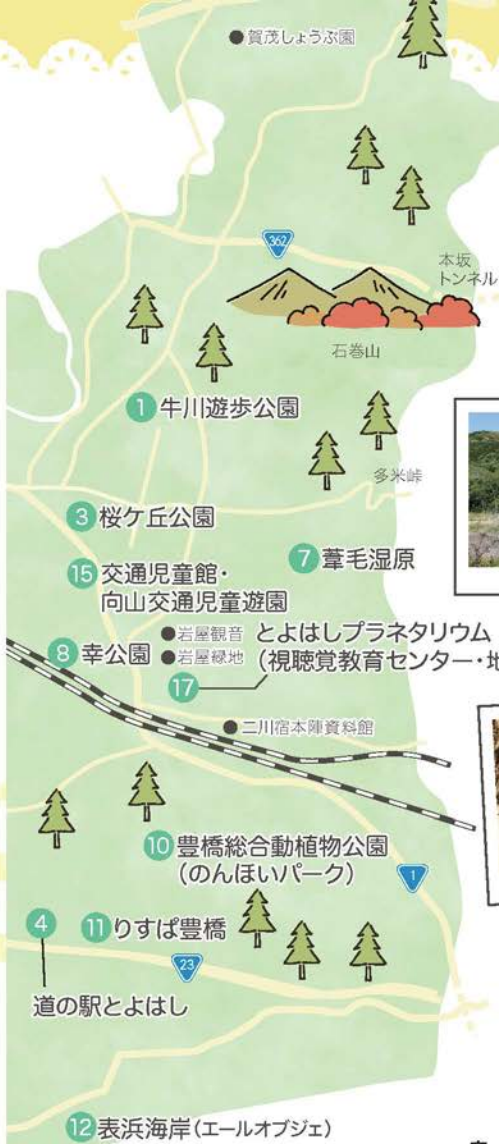 ●賀茂しょうぶ園
362
本坂
トンネル
石巻山
1 牛川遊歩公園
多米峠
3 桜ケ丘公園
7 葦毛湿原
15 交通児童館・
向山交通児童遊園
●岩屋観音
とよはしプラネタリウム
8 幸公園
●岩屋緑地
(視聴覚教育センター・地
17
●二川宿本陣資料館
10 豊橋総合動植物公園
(のんほいパーク)
1
4
11 りすぱ豊橋
23
道の駅とよはし
12 表浜海岸(エールオブジェ)